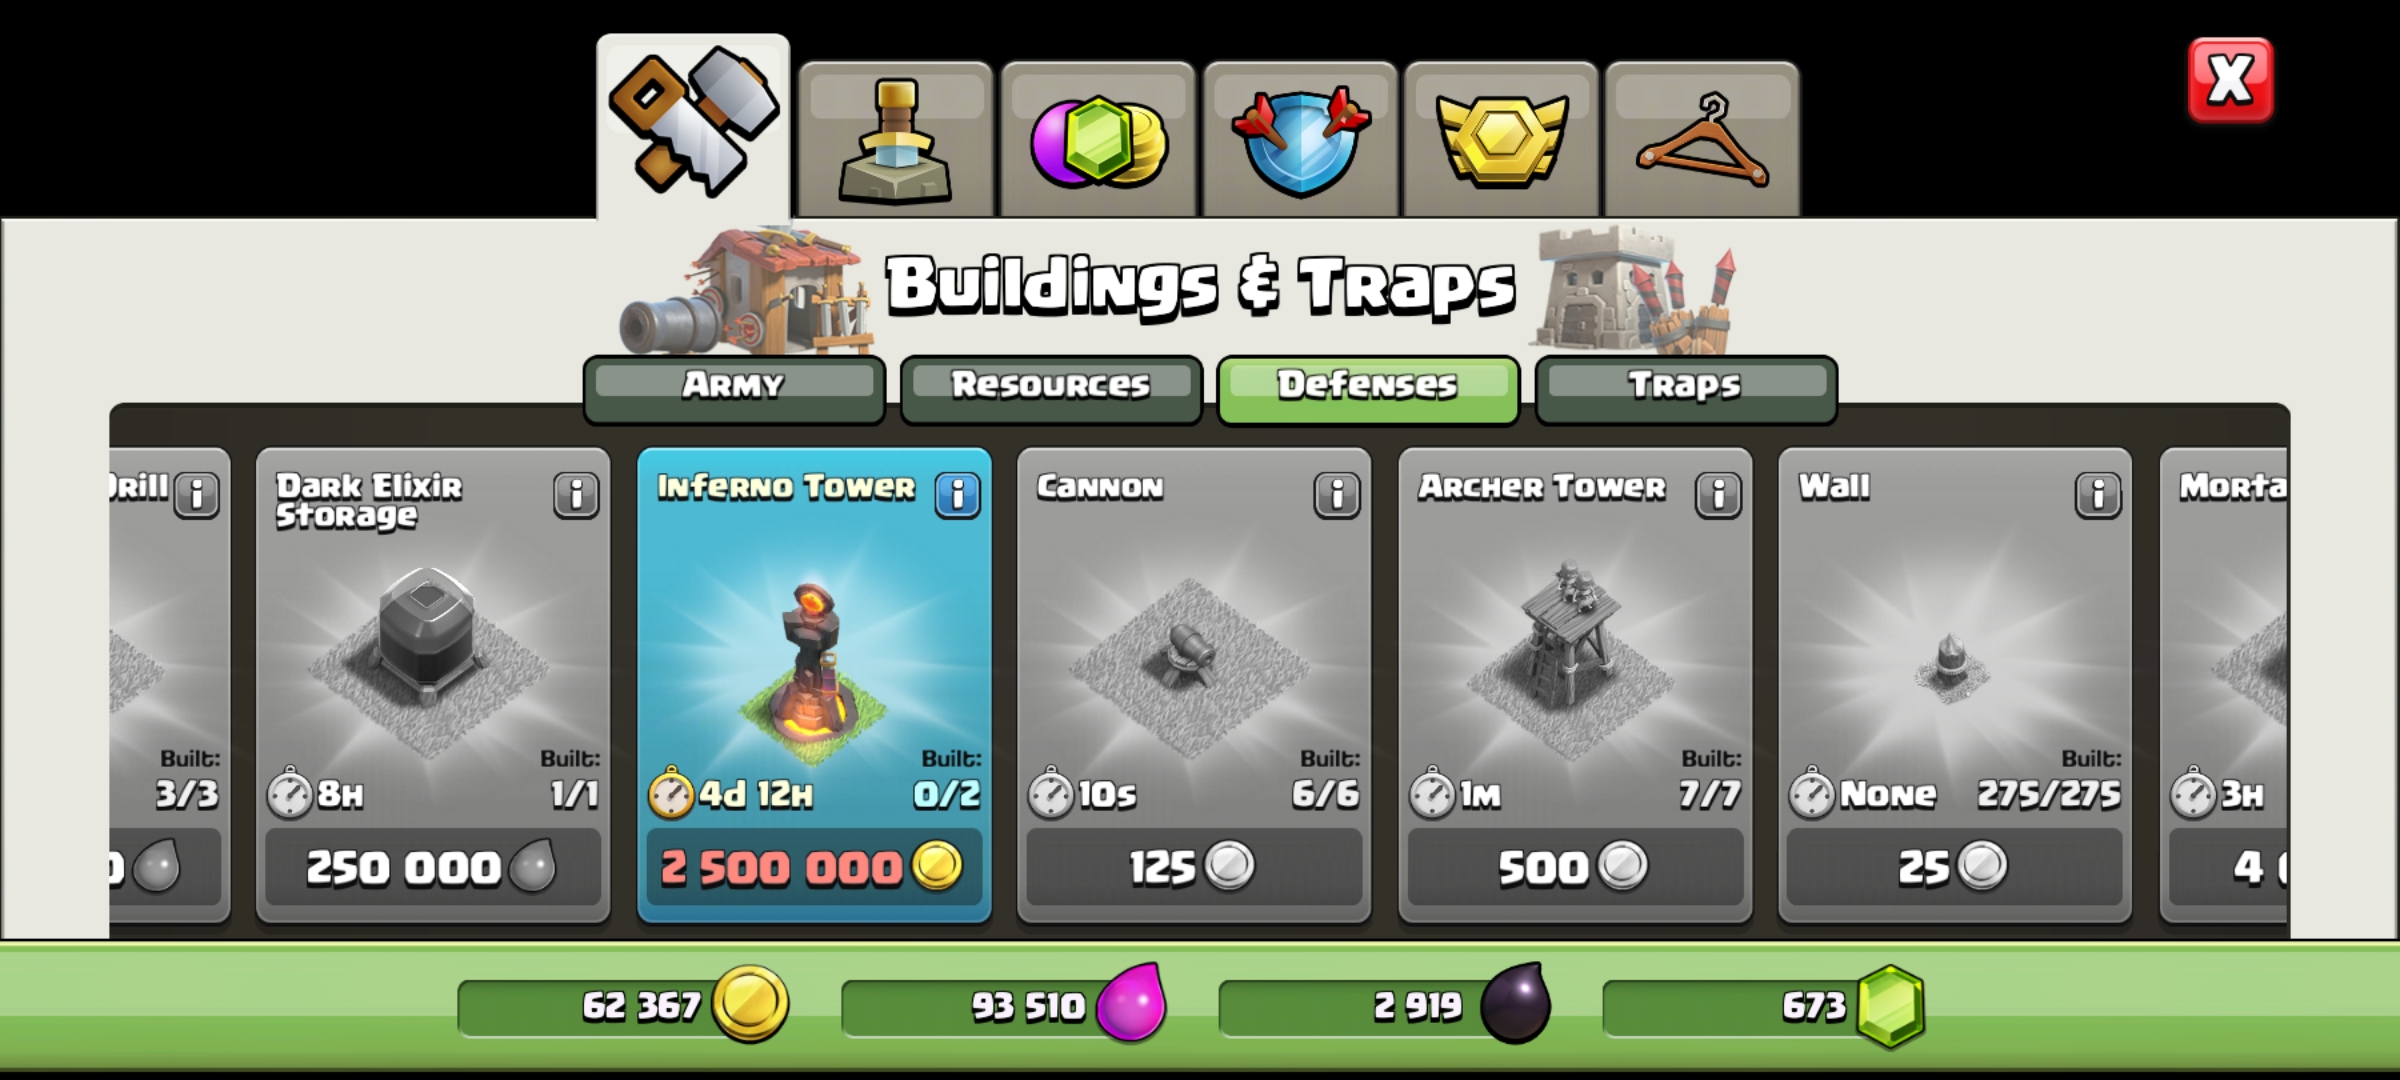 X
Buildings & Traps
Army
Resources
Defenses
Traps
Drill
i
Built:
3/3
Dark Elixir
Storage
i
Built:
8H
1/1
250 000
Inferno Tower
i
Built:
4d 12H
0/2
2 500 000
Cannon
i
Built:
10s
6/6
125
Archer Tower
i
Built:
1M
7/7
500
Wall
i
Built:
None
275/275
25
3H
62 367
93 510
2 919
673